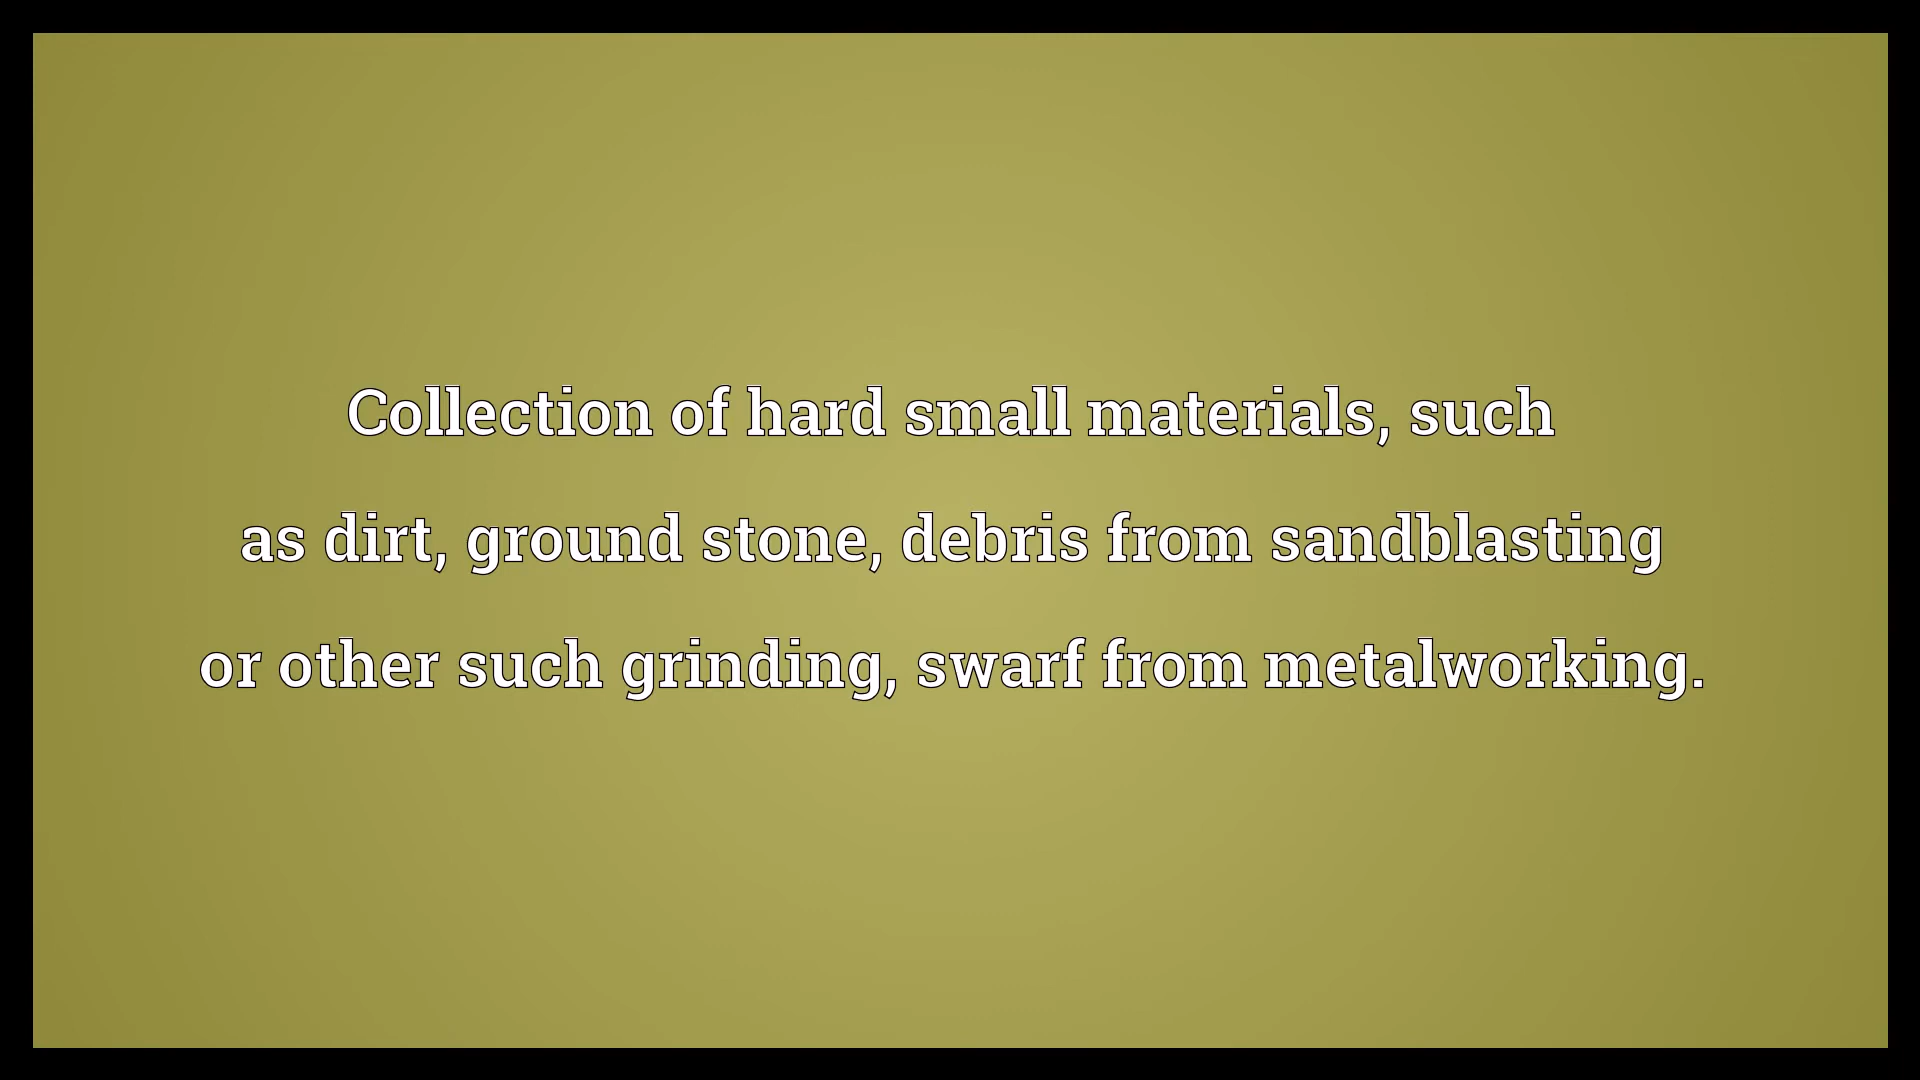 Collection of hard small materials, such
as dirt, ground stone, debris from sandblasting
or other such grinding, swarf from metalworking.